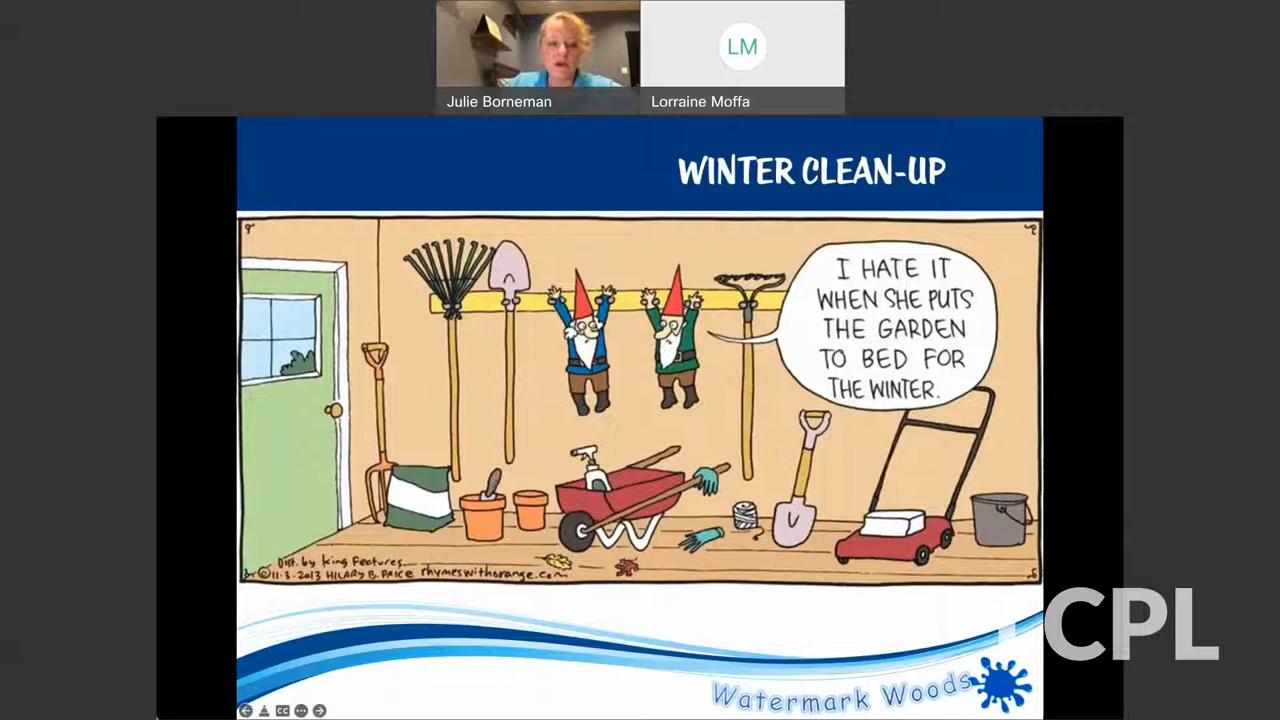 LM
Julie Borneman
Lorraine Moffa
WINTER CLEAN-UP
I HATE IT
WHEN SHE PUTS
THE GARDEN
TO BED FOR
THE WINTER.
Dist. by King Features
©11-3-2013 HILARY B. PRICE rhymeswithorange.com
CPL
Watermark Woods
CC